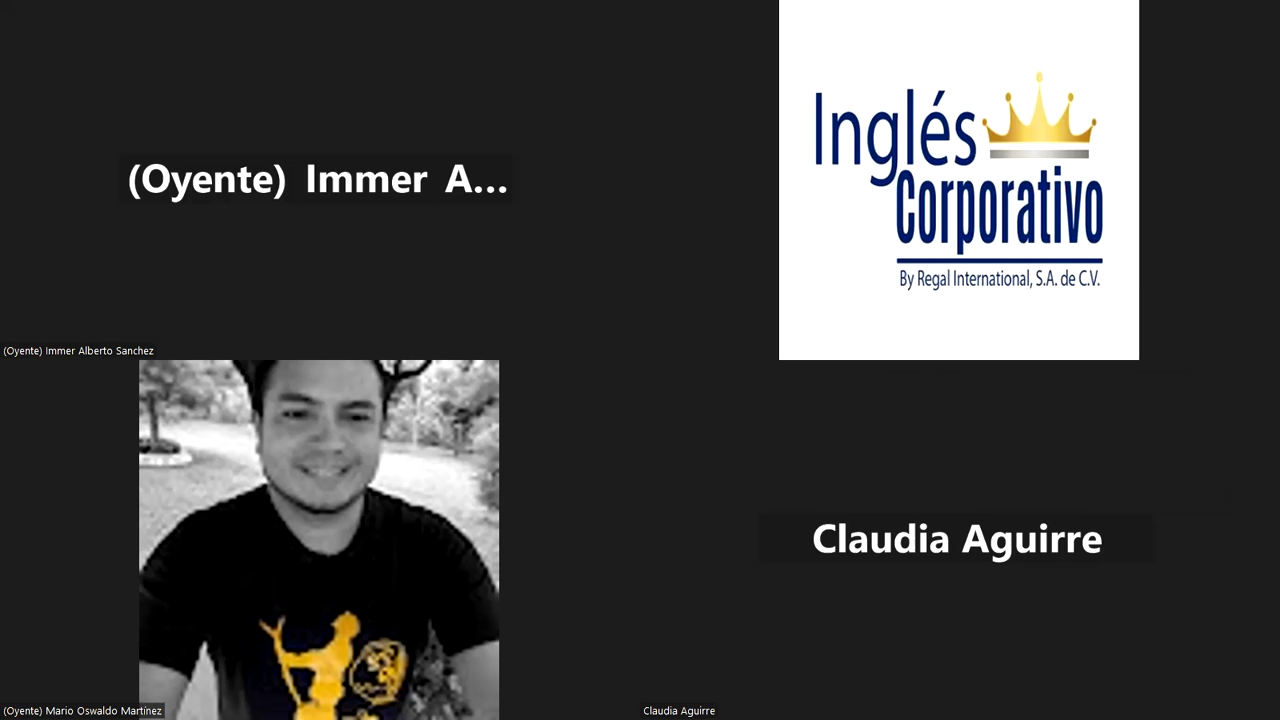 (Oyente) Immer A...
Inglés
Corporativo
By Regal International, S.A. de C.V.
(Oyente) Immer Alberto Sanchez
Claudia Aguirre
(Oyente) Mario Oswaldo Martínez
Claudia Aguirre